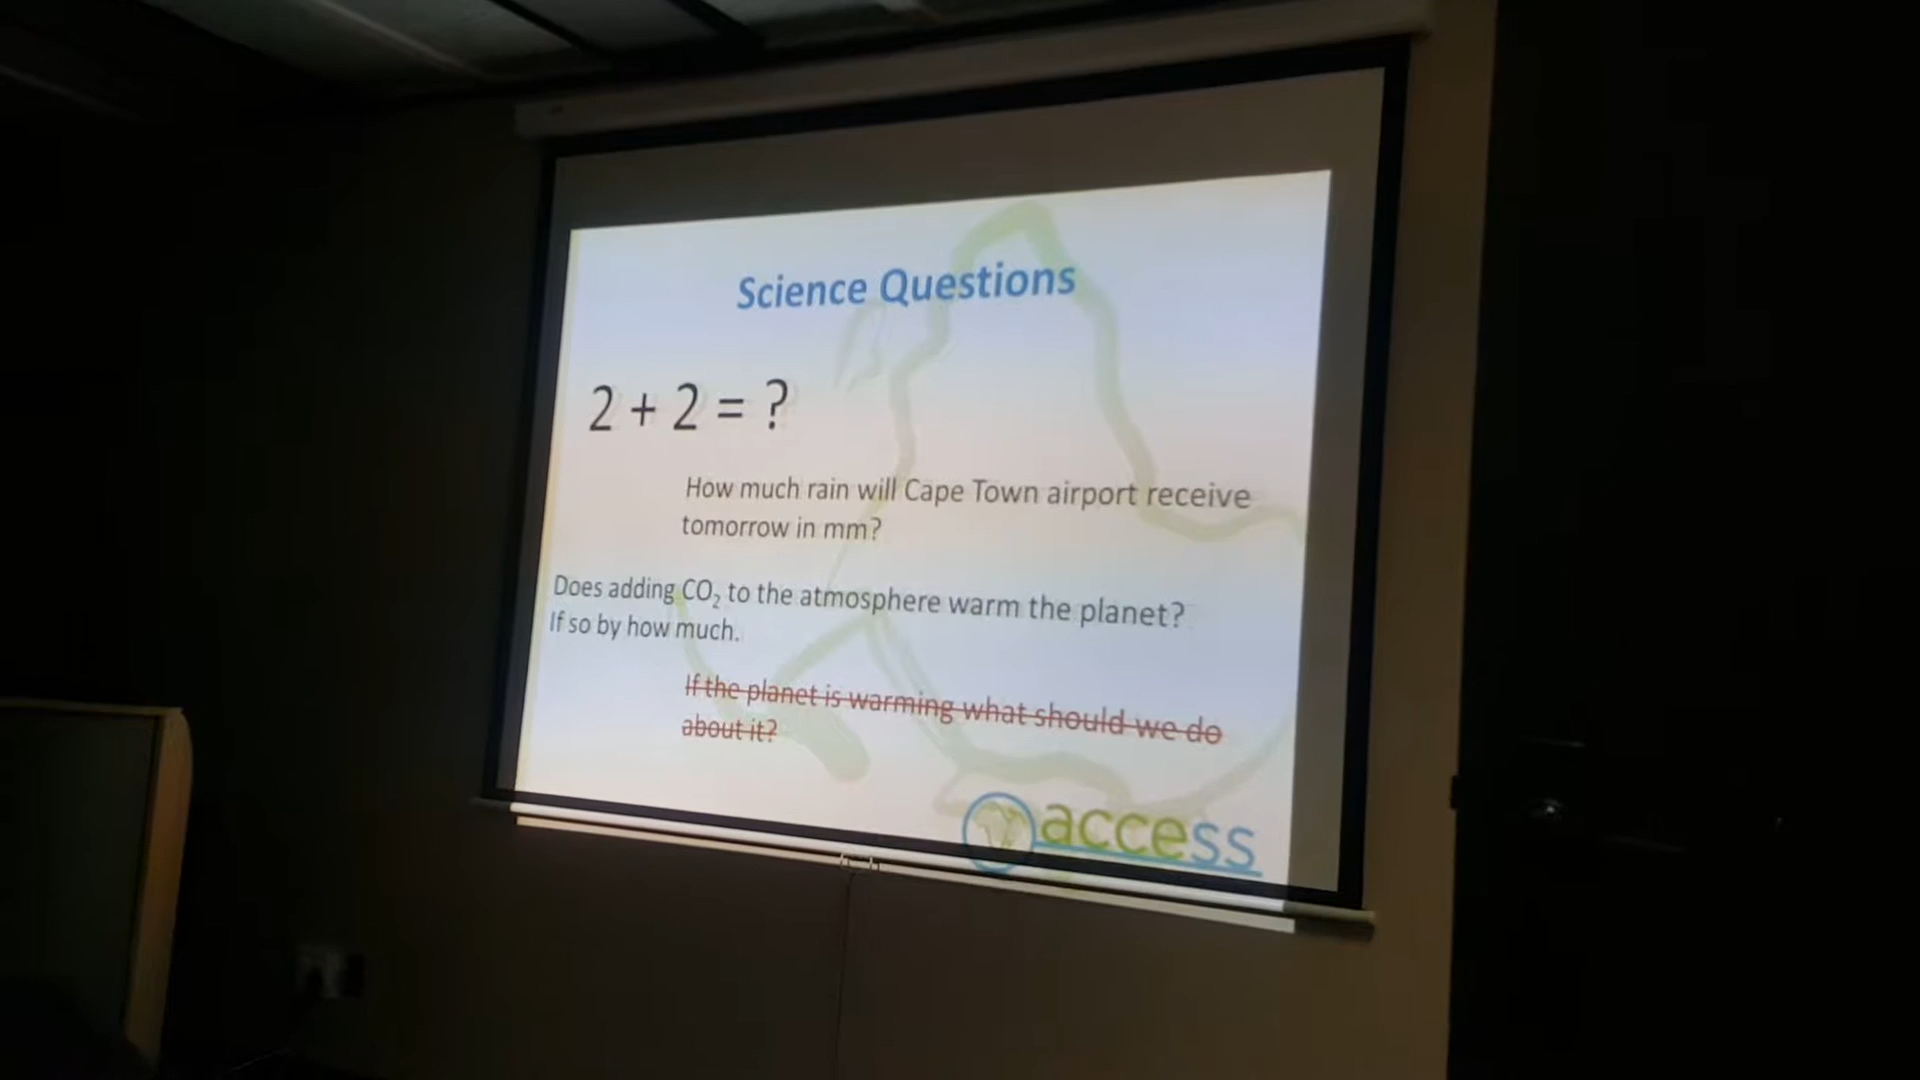 Science Questions
2 + 2 = ?
How much rain will Cape Town airport receive
tomorrow in mm?
Does adding CO₂ to the atmosphere warm the planet?
If so by how much.
If the planet is warming what should we do
about it?
access